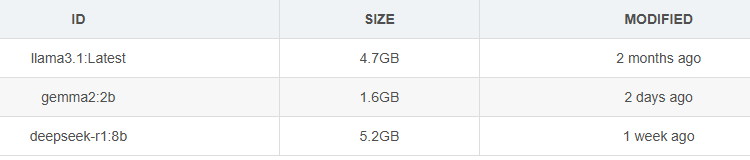 ID SIZE MODIFIED
llama3.1:Latest 4.7GB 2 months ago
gemma2:2b 1.6GB 2 days ago
deepseek-r1:8b 5.2GB 1 week ago